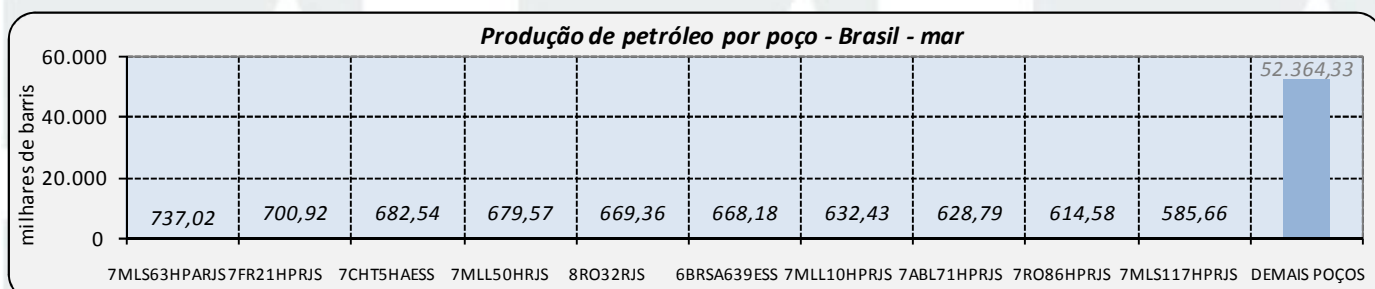 Produção de petróleo por poço - Brasil - mar
milhares de barris
60.000
40.000
20.000
0
737,02 700,92 682,54 679,57 669,36 668,18 632,43 628,79 614,58 585,66 52.364,33
7MLS63HPARJS 7FR21HPRJS 7CHT5HAESS 7MLL50HRJS 8RO32RJS 6BRSA639ESS 7MLL10HPRJS 7ABL71HPRJS 7RO86HPRJS 7MLS117HPRJS DEMAIS POÇOS